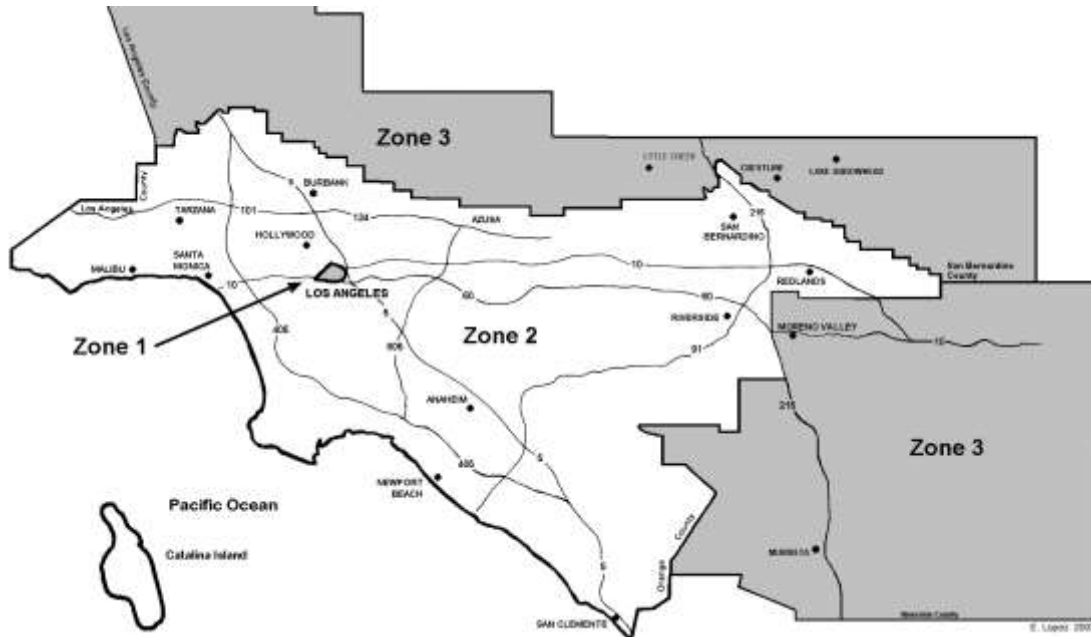 Los Angeles County
Zone 3
CRESTLINE
LAKE ARROWHEAD
County
BURBANK
5
215
Los Angeles
TARZANA
101
134
AZUSA
SAN
BERNARDINO
HOLLYWOOD
SANTA
MONICA
MALIBU
10
10
San Bernardino
County
REDLANDS
LOS ANGELES
60
60
RIVERSIDE
MORENO VALLEY
Zone 1
405
5
Zone 2
605
91
10
ANAHEIM
215
Zone 3
405
5
NEWPORT
BEACH
Pacific Ocean
County
Catalina Island
MURRIETA
5
Orange
SAN CLEMENTE
Riverside County
E. Lopez